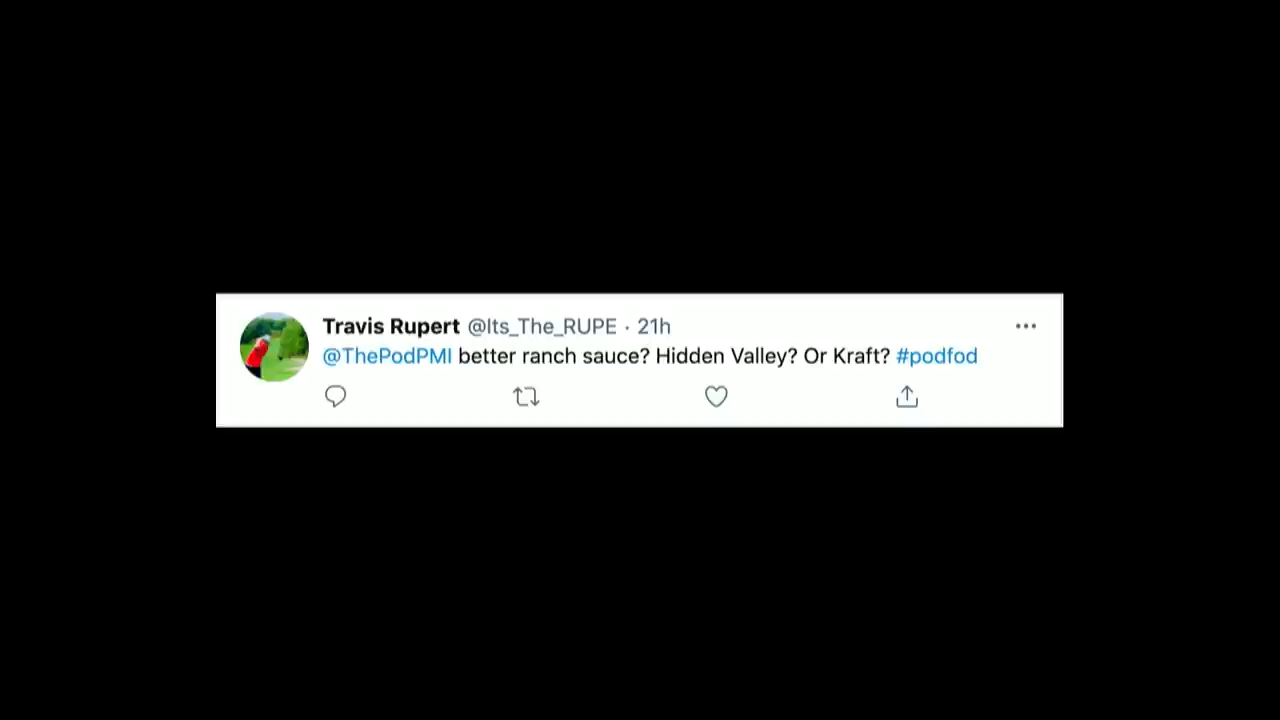 Travis Rupert @Its_The_RUPE · 21h
@ThePodPMI better ranch sauce? Hidden Valley? Or Kraft? #podfod